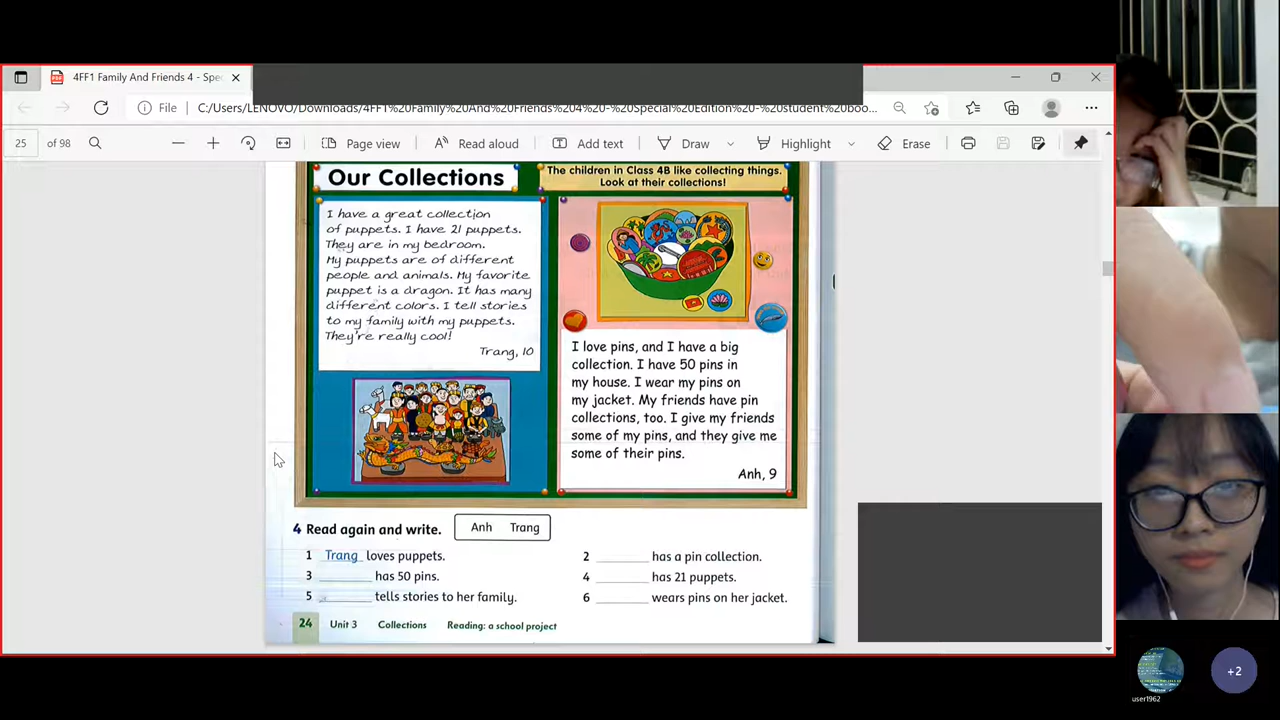 4FF1 Family And Friends 4 - Spec
File
C:/Users/LENOVO/Downloads/4FF1%20Family%20And%20Friends%204%20-%20Special%20Edition%20-%20student%20boo...
25
of 98
Page view
Read aloud
Add text
Draw
Highlight
Erase
Our Collections
The children in Class 4B like collecting things.
Look at their collections!
I have a great collection
of puppets. I have 21 puppets.
They are in my bedroom.
My puppets are of different
people and animals. My favorite
puppet is a dragon. It has many
different colors. I tell stories
to my family with my puppets.
They're really cool!
Trang, 10
I love pins, and I have a big
collection. I have 50 pins in
my house. I wear my pins on
my jacket. My friends have pin
collections, too. I give my friends
some of my pins, and they give me
some of their pins.
Anh, 9
4 Read again and write.
Anh Trang
1 Trang loves puppets.
2 ______ has a pin collection.
3 ______ has 50 pins.
4 ______ has 21 puppets.
5 ______ tells stories to her family.
6 ______ wears pins on her jacket.
24 Unit 3 Collections Reading: a school project
user1962
+2